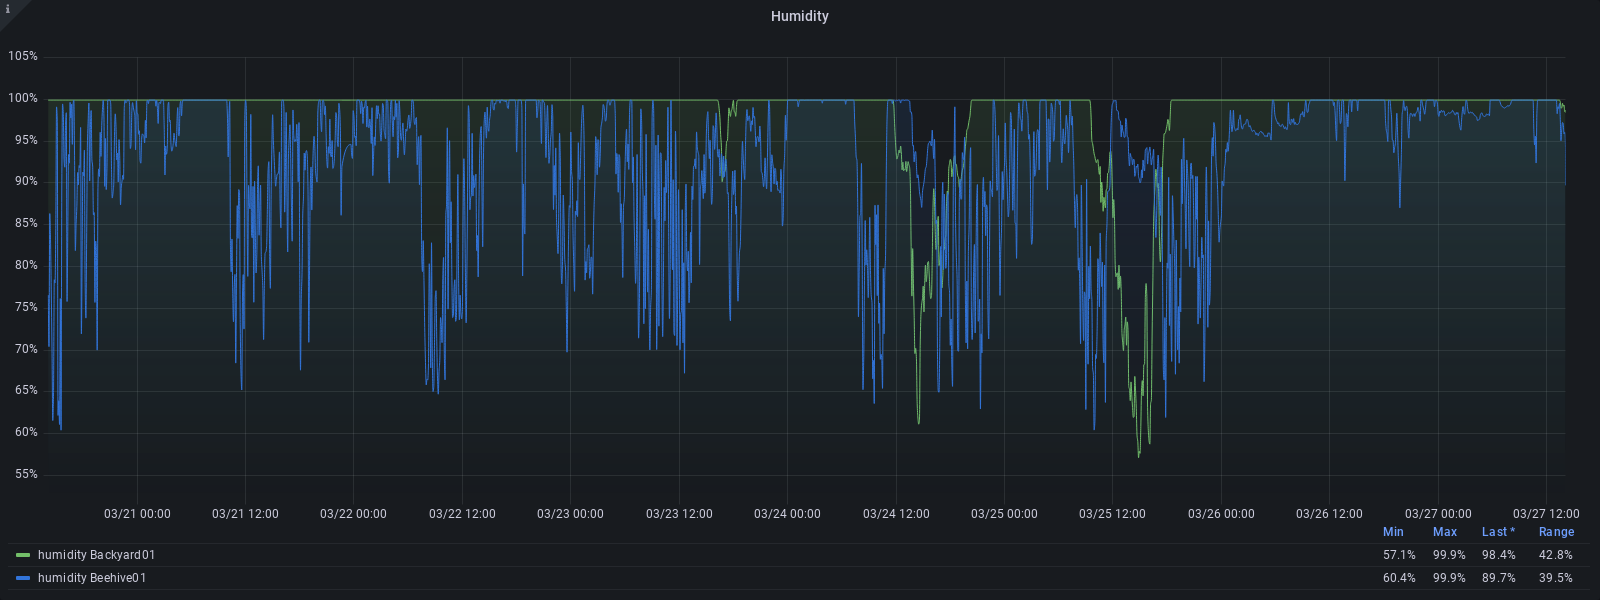 i
Humidity
105%
100%
95%
90%
85%
80%
75%
70%
65%
60%
55%
03/21 00:00 03/21 12:00 03/22 00:00 03/22 12:00 03/23 00:00 03/23 12:00 03/24 00:00 03/24 12:00 03/25 00:00 03/25 12:00 03/26 00:00 03/26 12:00 03/27 00:00 03/27 12:00
Min Max Last * Range
humidity Backyard01 57.1% 99.9% 98.4% 42.8%
humidity Beehive01 60.4% 99.9% 89.7% 39.5%